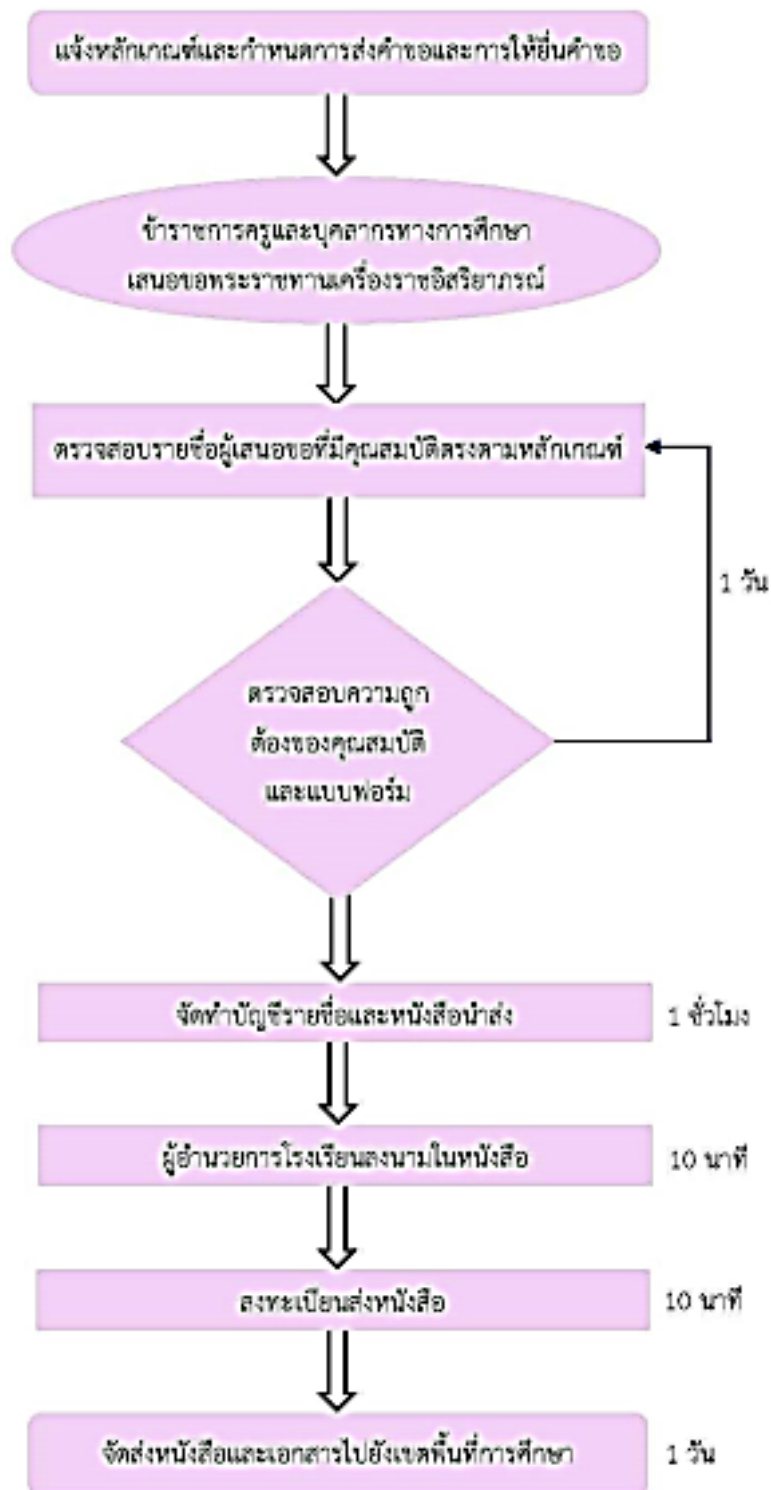 แจ้งหลักเกณฑ์และกำหนดการส่งคำขอและการให้ยื่นคำขอ
ข้าราชการครูและบุคลากรทางการศึกษา
เสนอขอพระราชทานเครื่องราชอิสริยาภรณ์
ตรวจสอบรายชื่อผู้เสนอขอที่มีคุณสมบัติตรงตามหลักเกณฑ์
1 วัน
ตรวจสอบความถูก
ต้องของคุณสมบัติ
และแบบฟอร์ม
จัดทำบัญชีรายชื่อและหนังสือนำส่ง
1 ชั่วโมง
ผู้อำนวยการโรงเรียนลงนามในหนังสือ
10 นาที
ลงทะเบียนส่งหนังสือ
10 นาที
จัดส่งหนังสือและเอกสารไปยังเขตพื้นที่การศึกษา
1 วัน